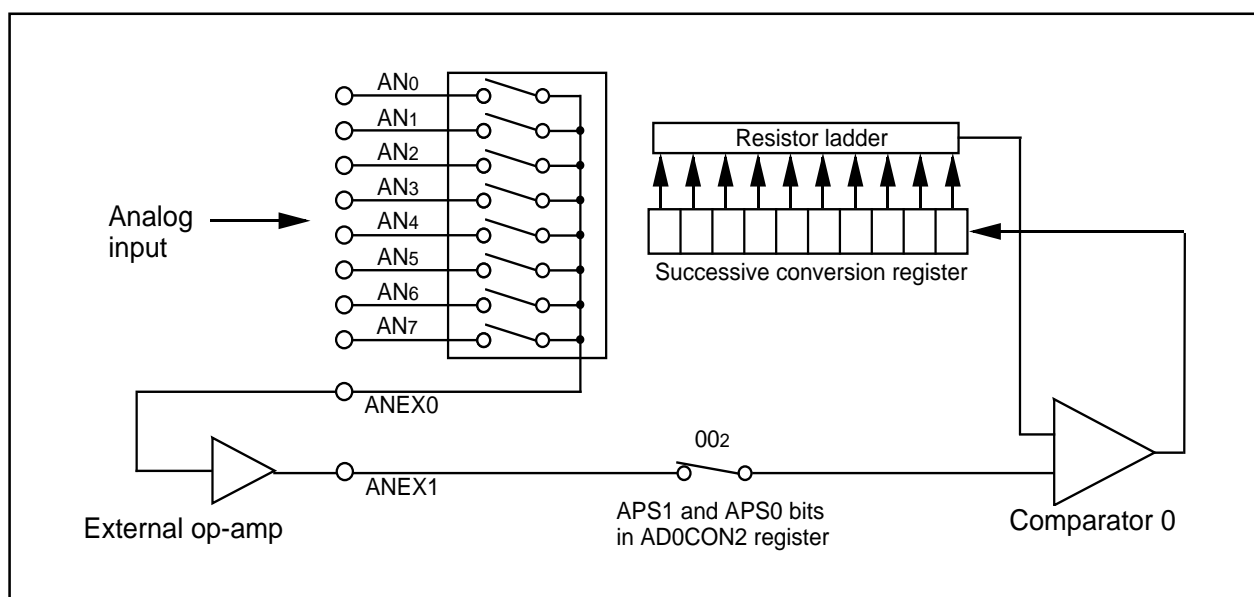 AN0
AN1
AN2
AN3
AN4
AN5
AN6
AN7
Analog
input
Resistor ladder
Successive conversion register
ANEX0
ANEX1
External op-amp
002
APS1 and APS0 bits
in AD0CON2 register
Comparator 0